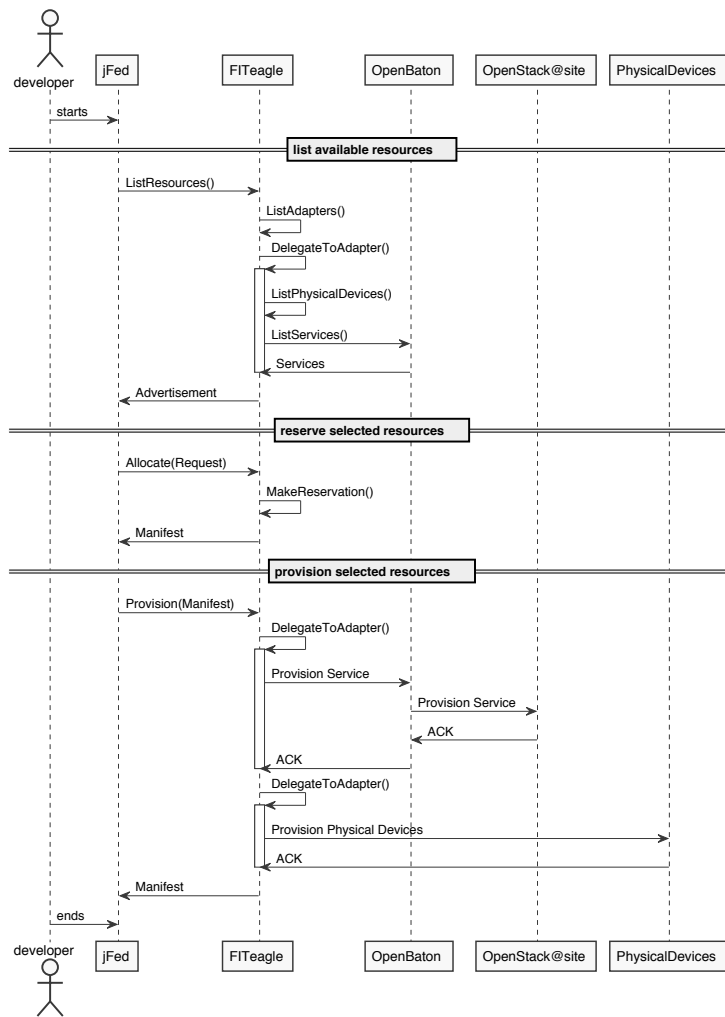 developer
jFed
FITeagle
OpenBaton
OpenStack@site
PhysicalDevices
starts
list available resources
ListResources()
ListAdapters()
DelegateToAdapter()
ListPhysicalDevices()
ListServices()
Services
Advertisement
reserve selected resources
Allocate(Request)
MakeReservation()
Manifest
provision selected resources
Provision(Manifest)
DelegateToAdapter()
Provision Service
Provision Service
ACK
ACK
DelegateToAdapter()
Provision Physical Devices
ACK
Manifest
ends
developer
jFed
FITeagle
OpenBaton
OpenStack@site
PhysicalDevices